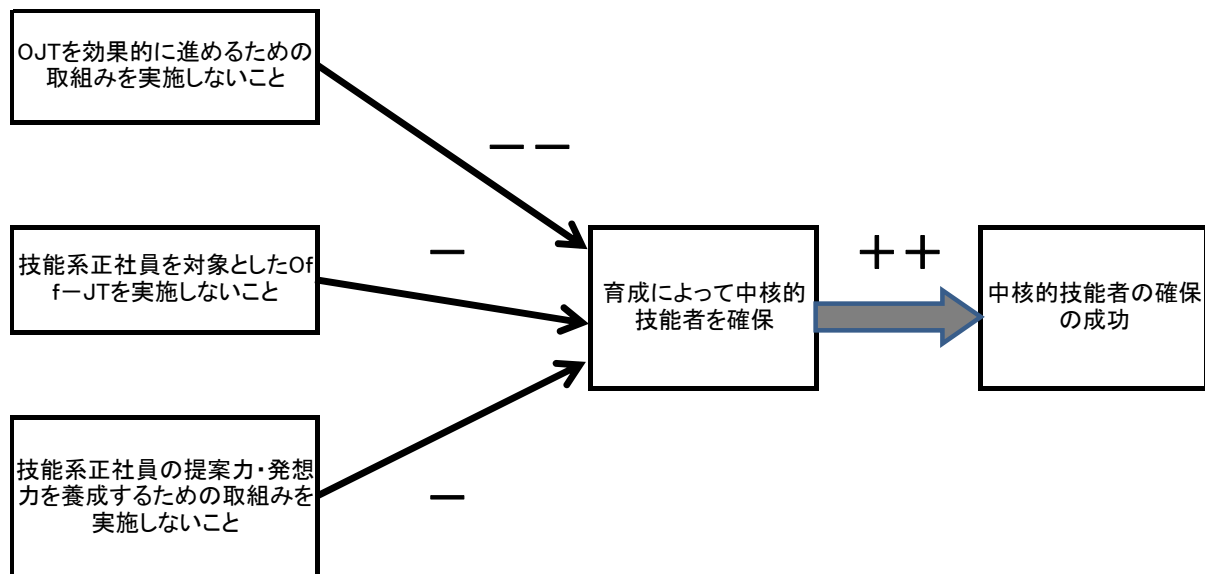 OJTを効果的に進めるための
取組みを実施しないこと
－－
技能系正社員を対象としたOf
fーJTを実施しないこと
－
育成によって中核的
技能者を確保
＋＋
中核的技能者の確保
の成功
技能系正社員の提案力・発想
力を養成するための取組みを
実施しないこと
－